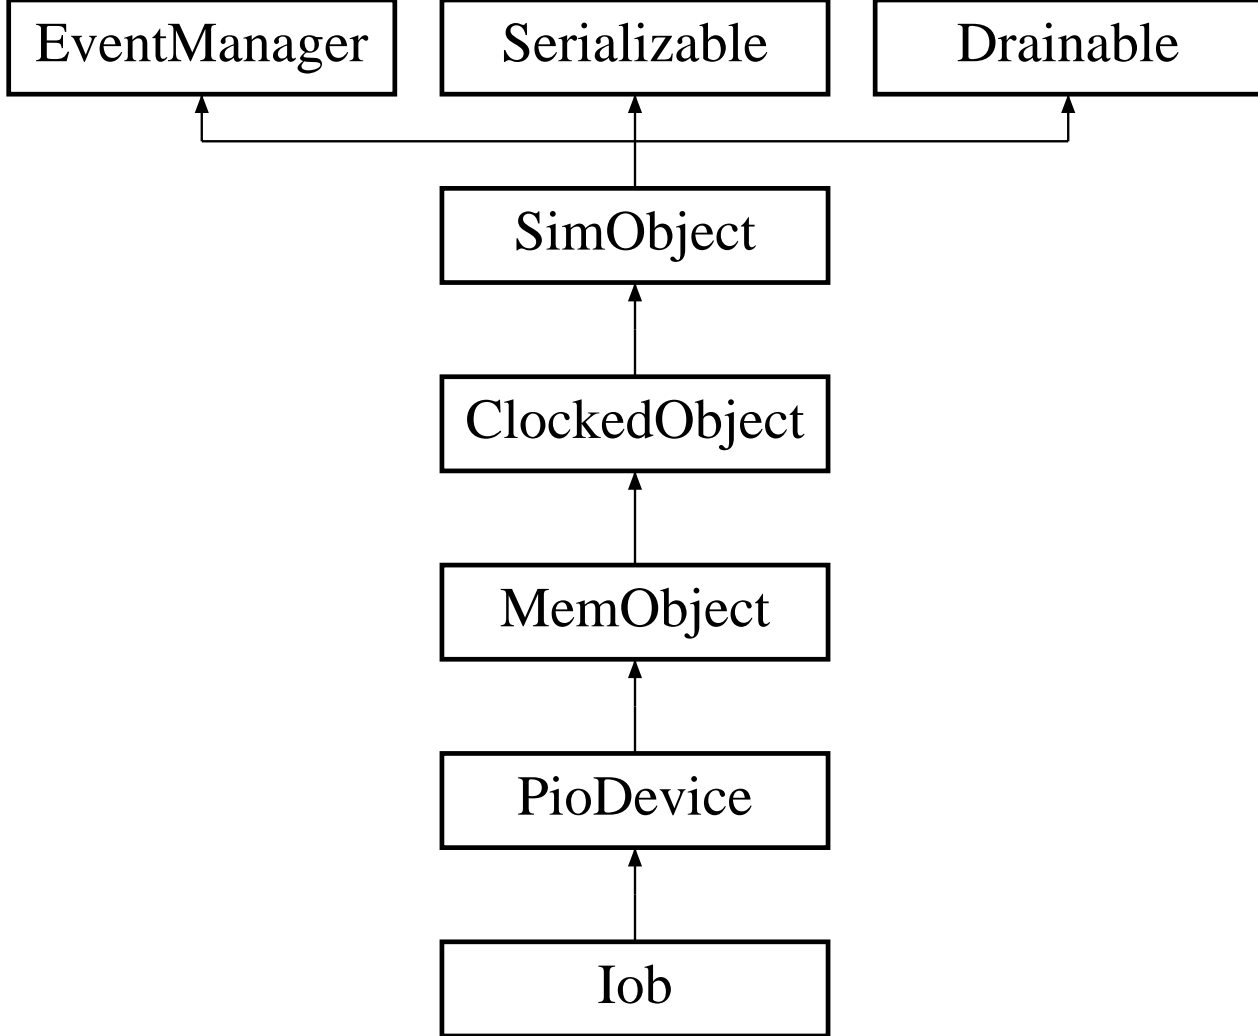 EventManager
Serializable
Drainable
SimObject
ClockedObject
MemObject
PioDevice
Iob